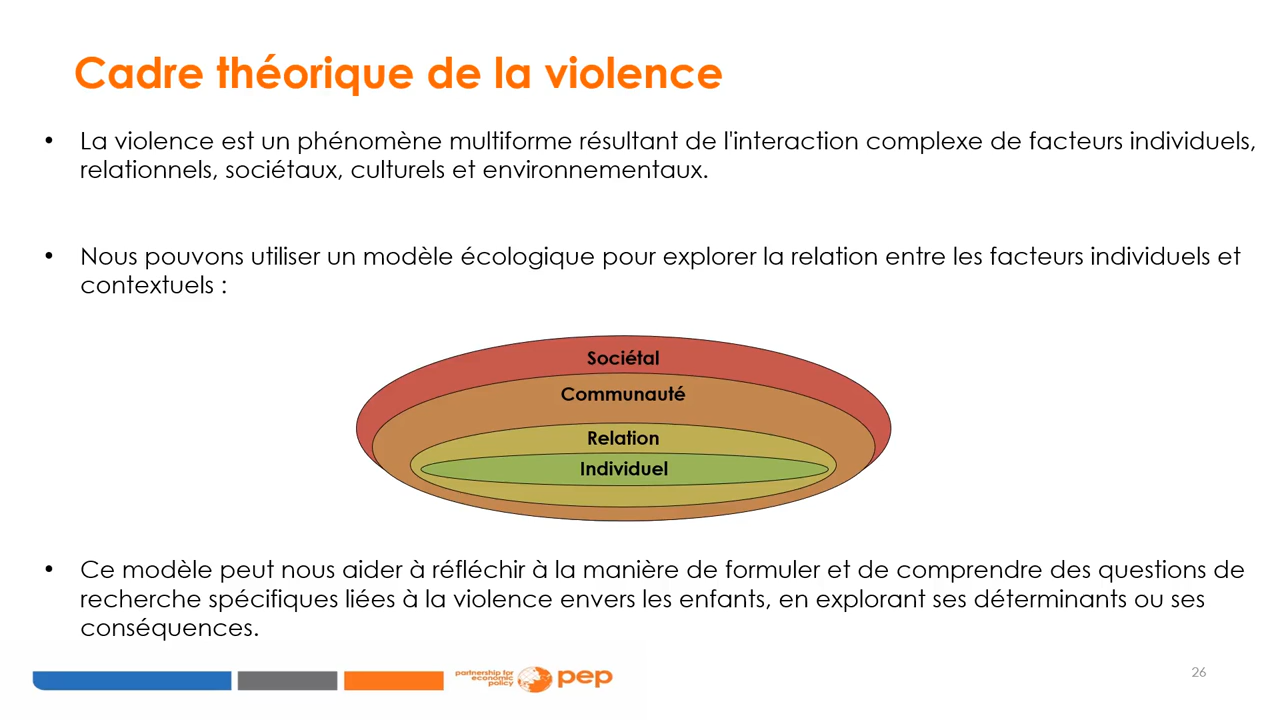 Cadre théorique de la violence
• La violence est un phénomène multiforme résultant de l'interaction complexe de facteurs individuels,
relationnels, sociétaux, culturels et environnementaux.
• Nous pouvons utiliser un modèle écologique pour explorer la relation entre les facteurs individuels et
contextuels :
Sociétal
Communauté
Relation
Individuel
• Ce modèle peut nous aider à réfléchir à la manière de formuler et de comprendre des questions de
recherche spécifiques liées à la violence envers les enfants, en explorant ses déterminants ou ses
conséquences.
partnership for
economic
policy
pep
26